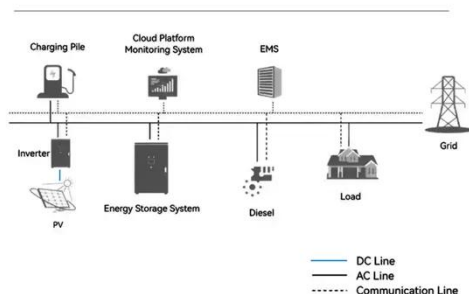 Charging Pile
Cloud Platform
Monitoring System
EMS
Inverter
Grid
PV
Energy Storage System
Diesel
Load
DC Line
AC Line
Communication Line